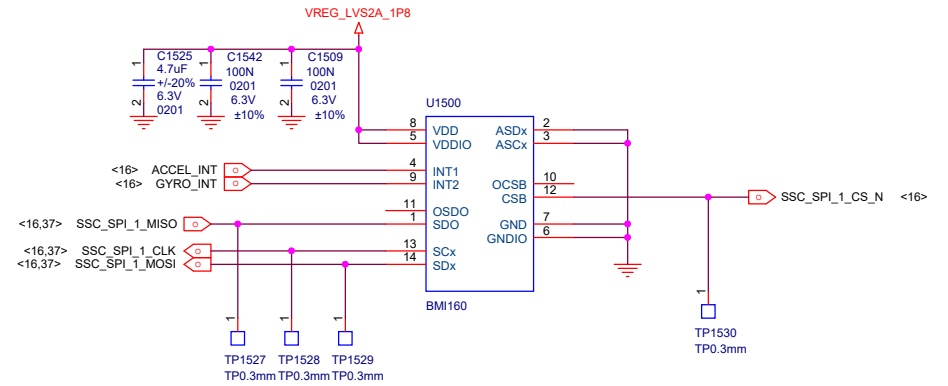 VREG_LVS2A_1P8
1
C1525
4.7uF
+/-20%
6.3V
0201
2
1
C1542
100N
0201
6.3V
±10%
2
1
C1509
100N
0201
6.3V
±10%
2
U1500
8 VDD
5 VDDIO
4 INT1
9 INT2
11 OSDO
1 SDO
13 SCx
14 SDx
ASDx 2
ASCx 3
OCSB 10
CSB 12
GND 7
GNDIO 6
BMI160
<16> ACCEL_INT
<16> GYRO_INT
<16,37> SSC_SPI_1_MISO
<16,37> SSC_SPI_1_CLK
<16,37> SSC_SPI_1_MOSI
SSC_SPI_1_CS_N <16>
1
TP1527
TP0.3mm
1
TP1528
TP0.3mm
1
TP1529
TP0.3mm
1
TP1530
TP0.3mm